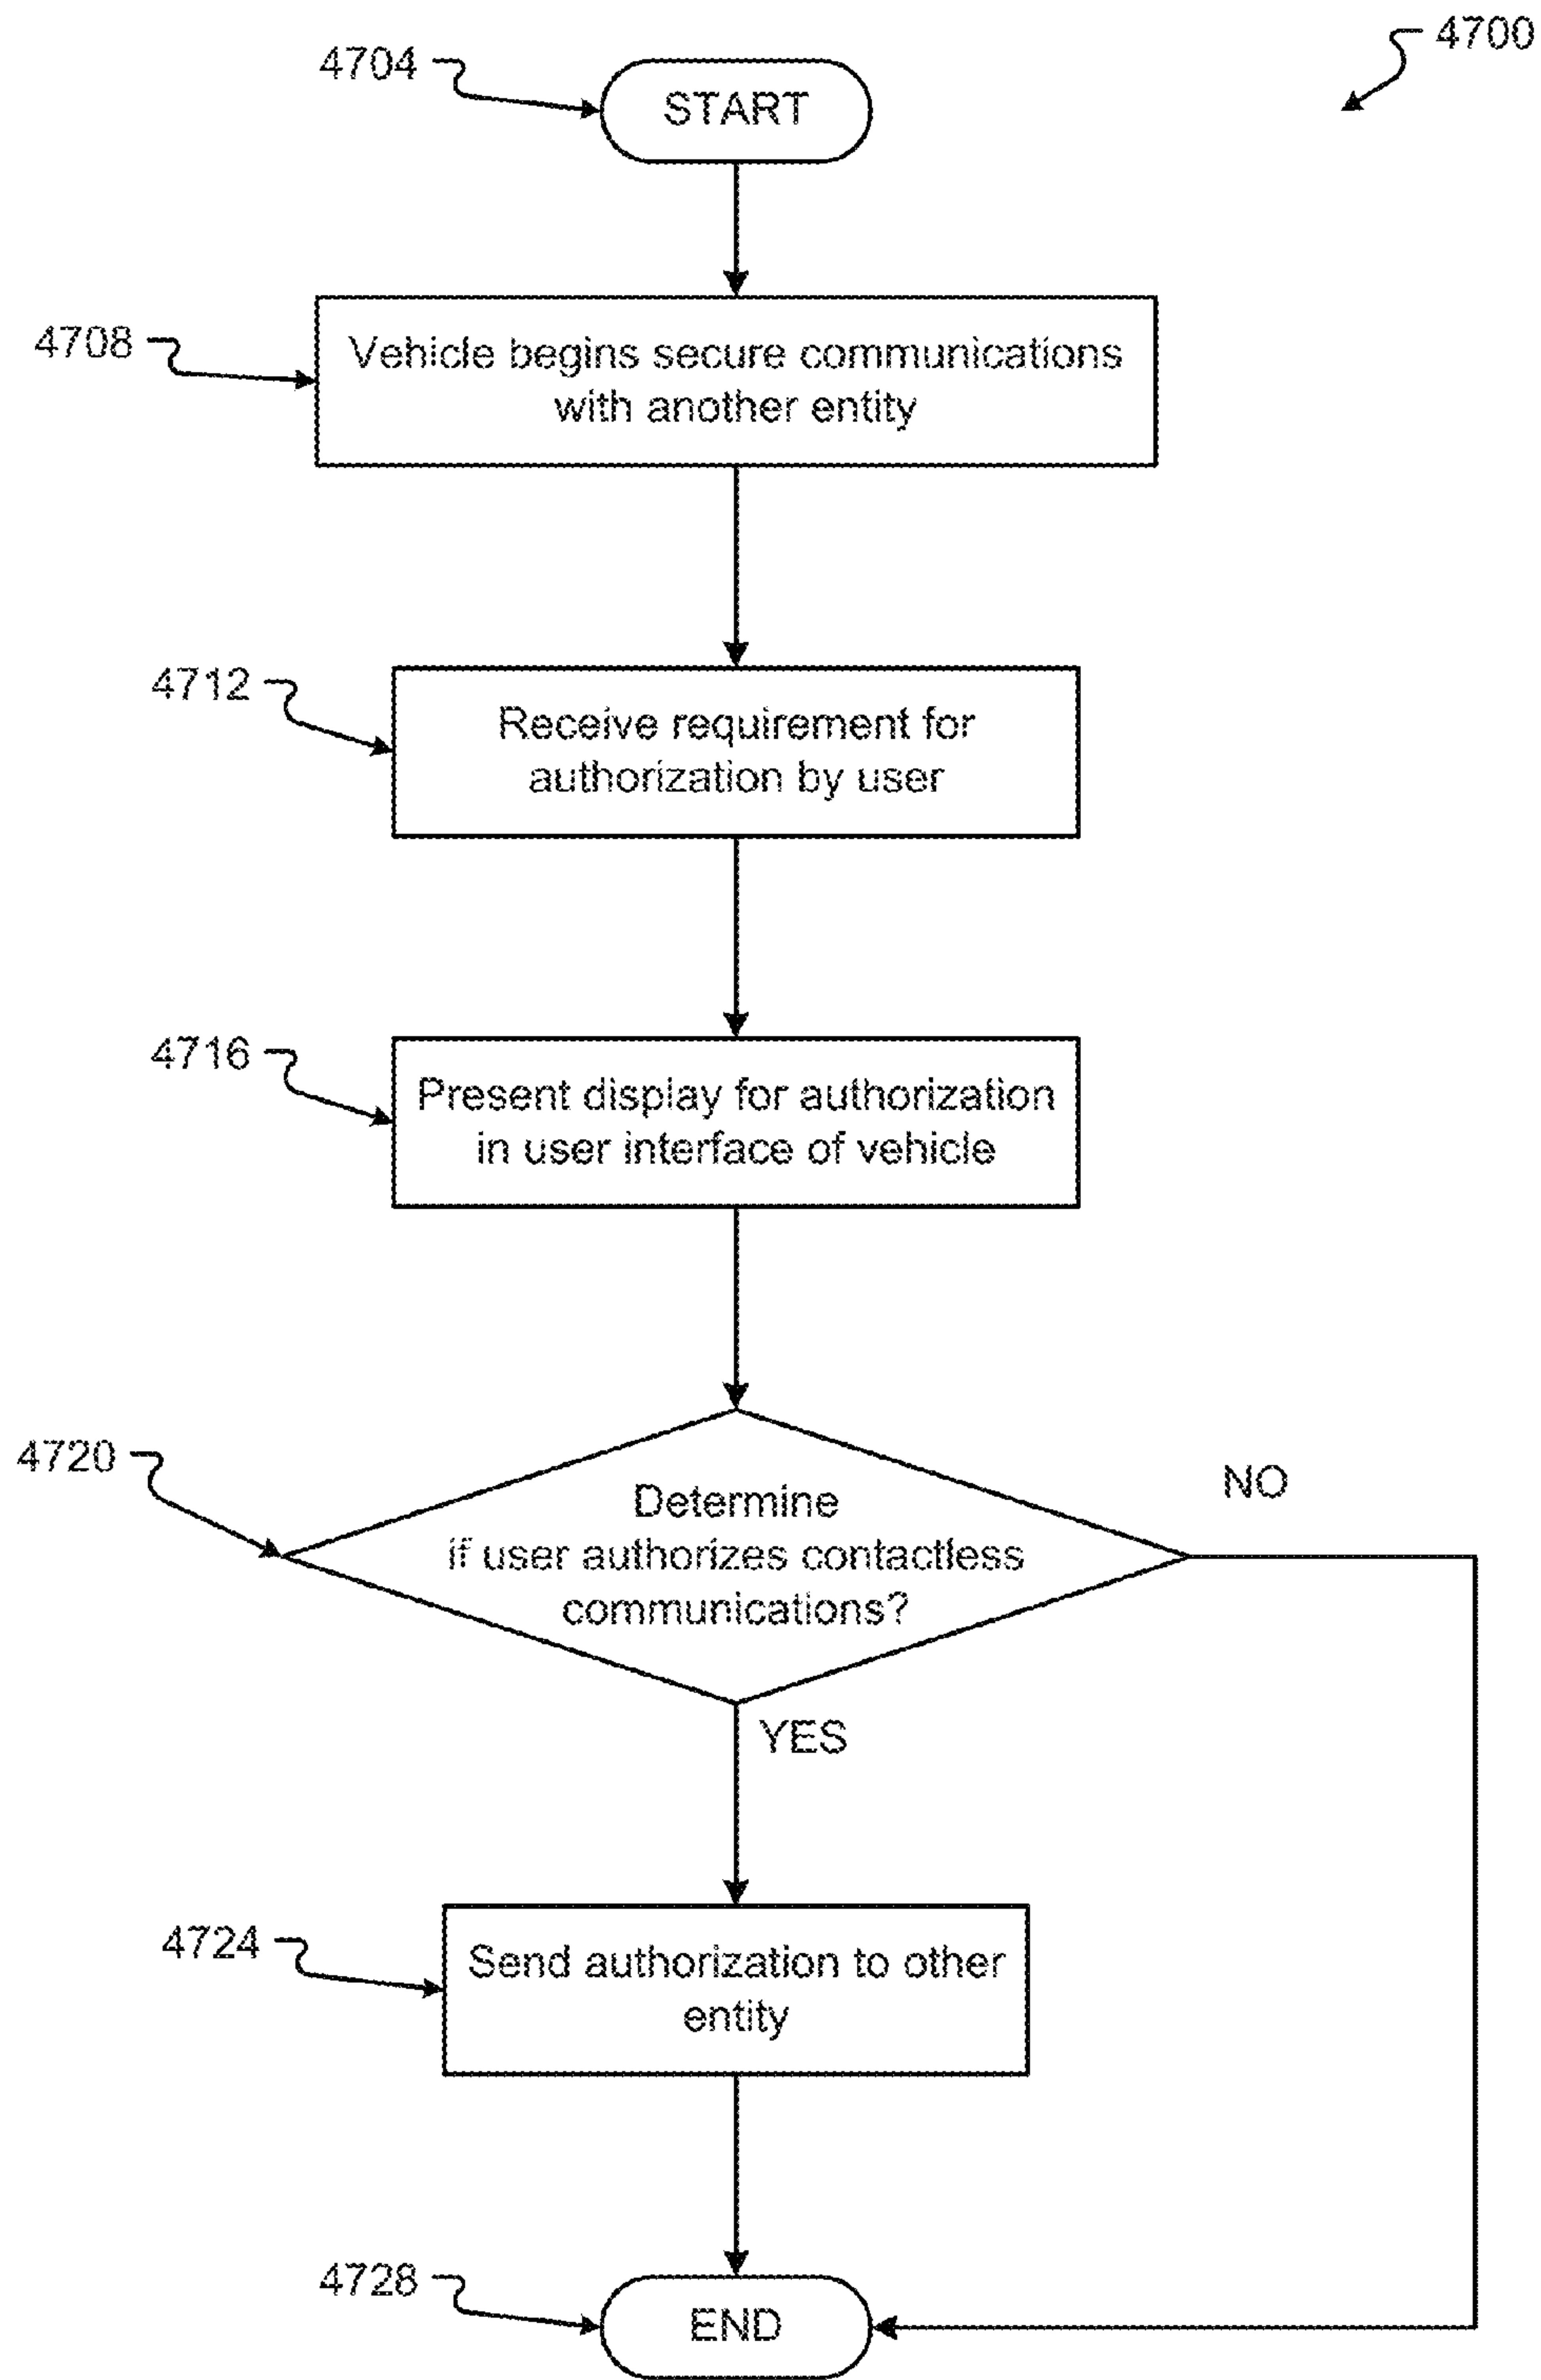 4700
4704
START
4708
Vehicle begins secure communications
with another entity
4712
Receive requirement for
authorization by user
4716
Present display for authorization
in user interface of vehicle
4720
Determine
if user authorizes contactless
communications?
NO
YES
4724
Send authorization to other
entity
4728
END